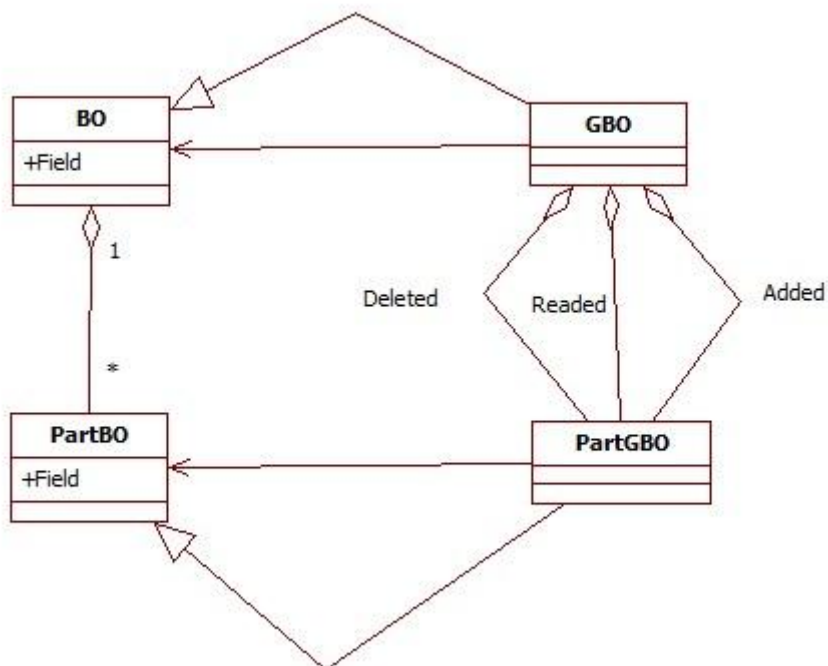 BO
+Field
GBO
1
*
Deleted
Readed
Added
PartBO
+Field
PartGBO